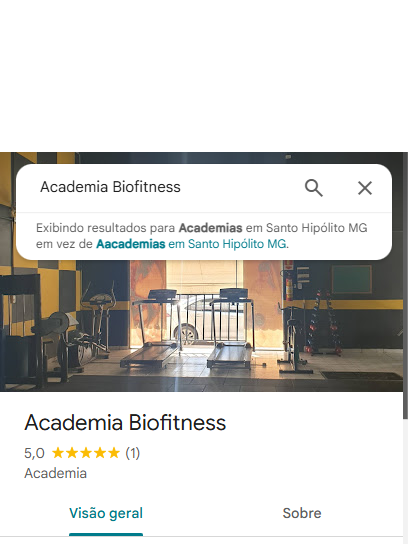 Academia Biofitness
Exibindo resultados para Academias em Santo Hipólito MG
em vez de Aacademias em Santo Hipólito MG.
Academia Biofitness
5,0 ★★★★★ (1)
Academia
Visão geral Sobre